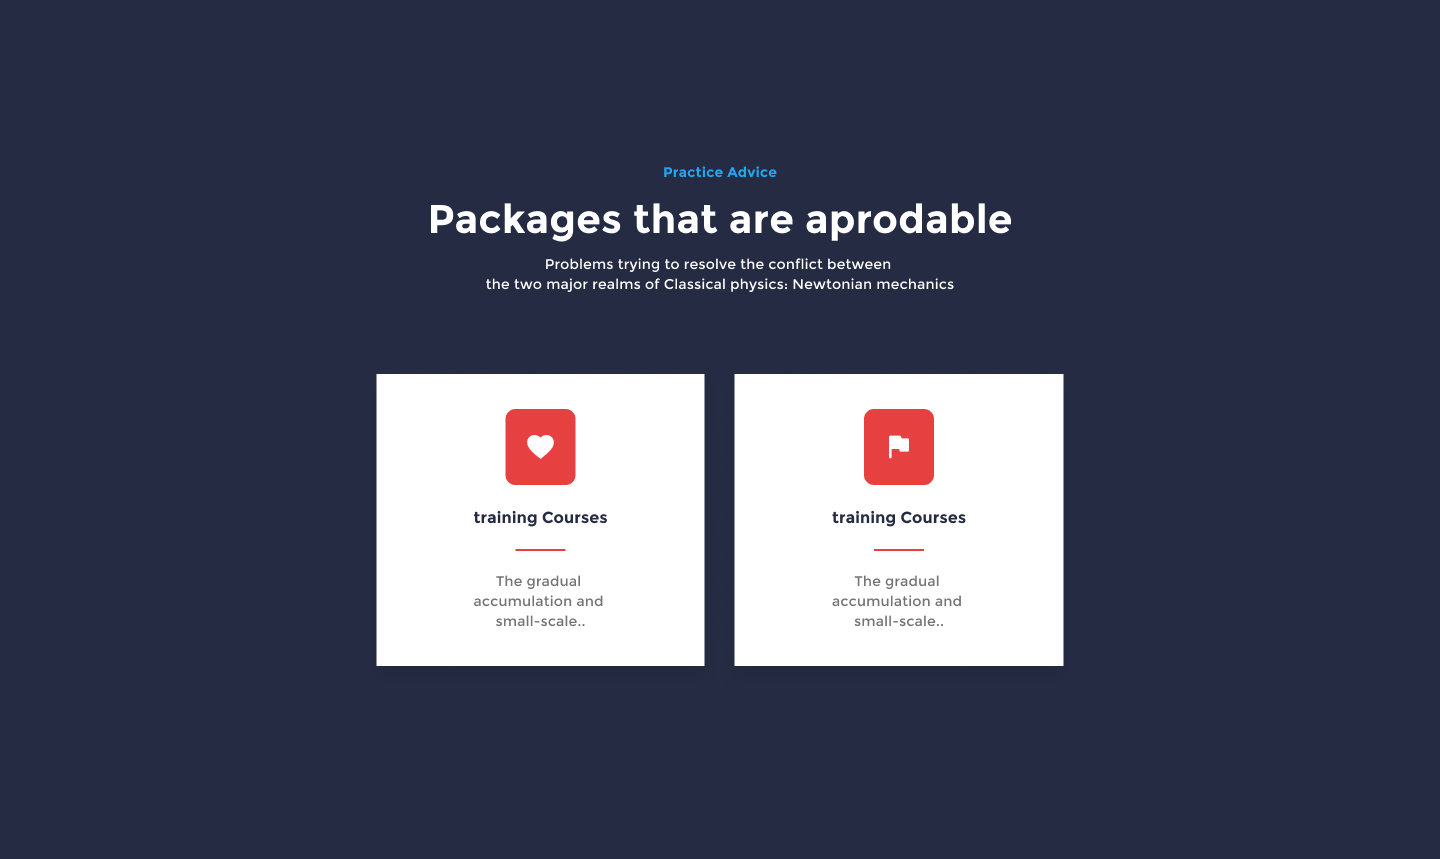 Practice Advice
Packages that are aprodable
Problems trying to resolve the conflict between
the two major realms of Classical physics: Newtonian mechanics
training Courses
The gradual
accumulation and
small-scale..
training Courses
The gradual
accumulation and
small-scale..